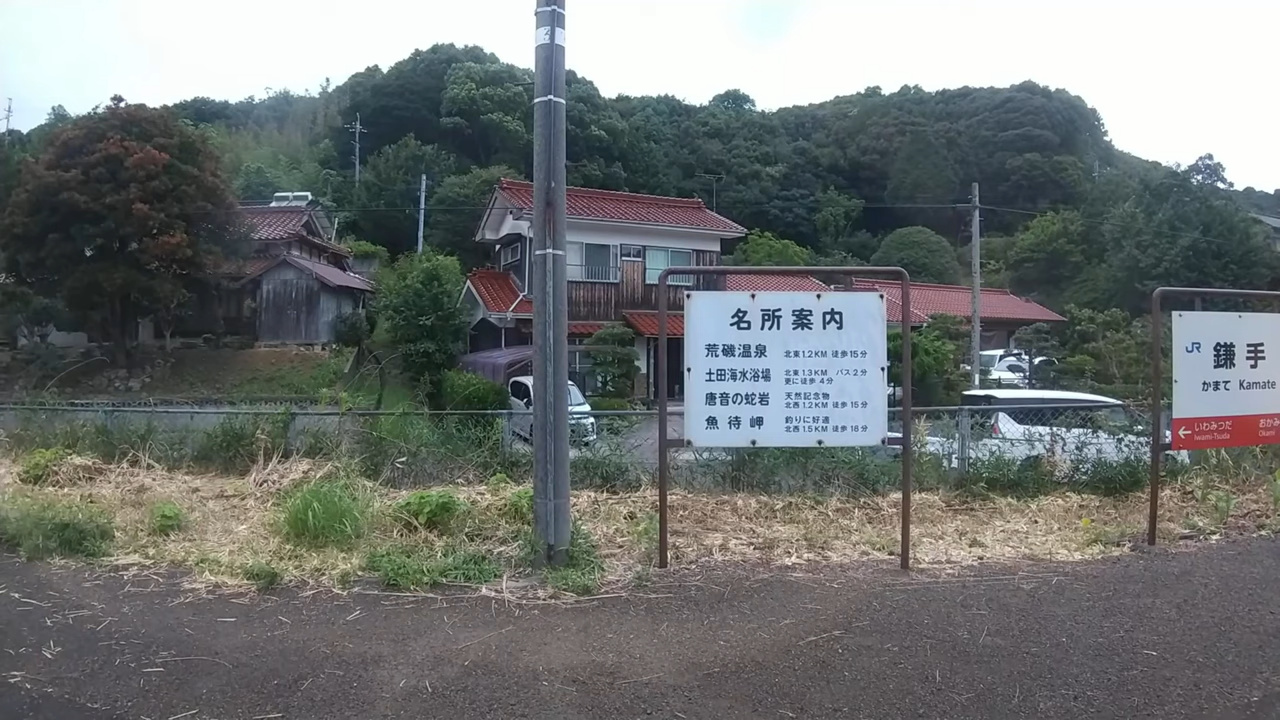 名所案内
荒磯温泉 北東1.2KM 徒歩15分
土田海水浴場 北東1.3KM バス2分
更に徒歩 4分
唐音の蛇岩 天然記念物
北西1.2KM 徒歩15分
魚待岬 釣りに好適
北西1.5KM 徒歩18分
JR 鎌手
かまて Kamate
← いわみつだ おかみ
Iwami-Tsuda Okami